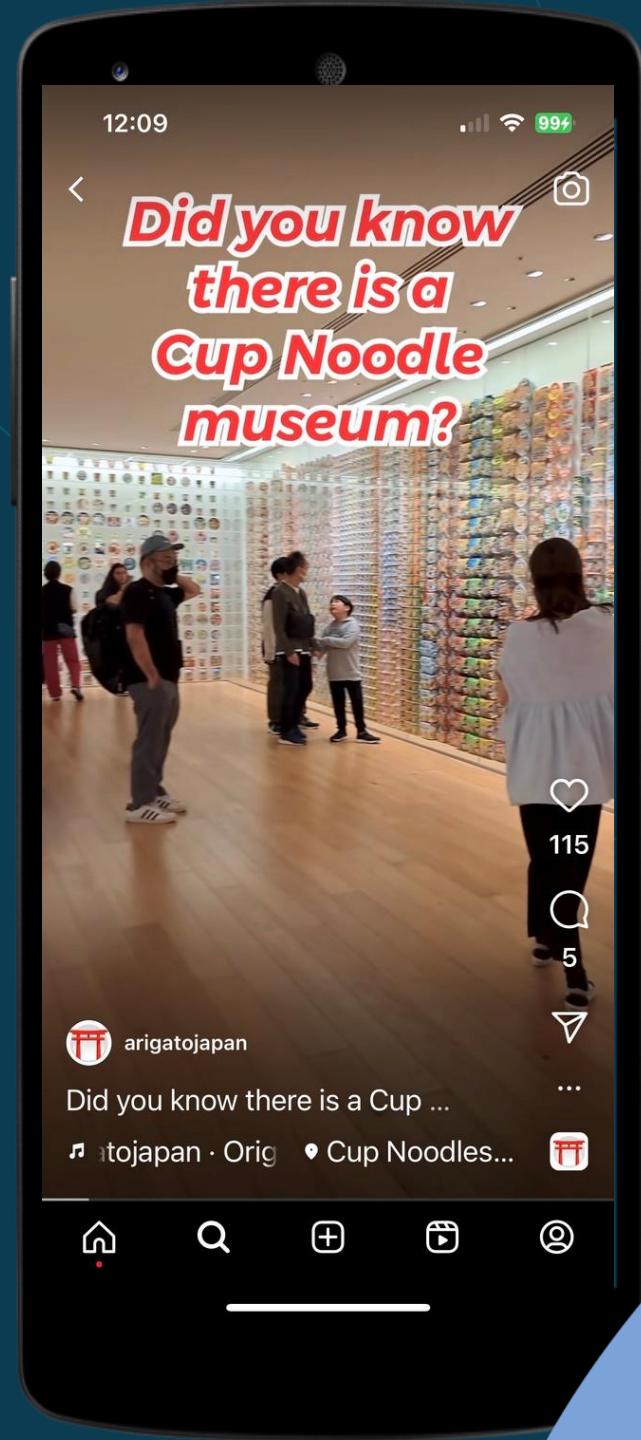 12:09
99
Did you know
there is a
Cup Noodle
museum?
115
5
arigatojapan
Did you know there is a Cup ...
atojapan · Orig
Cup Noodles...